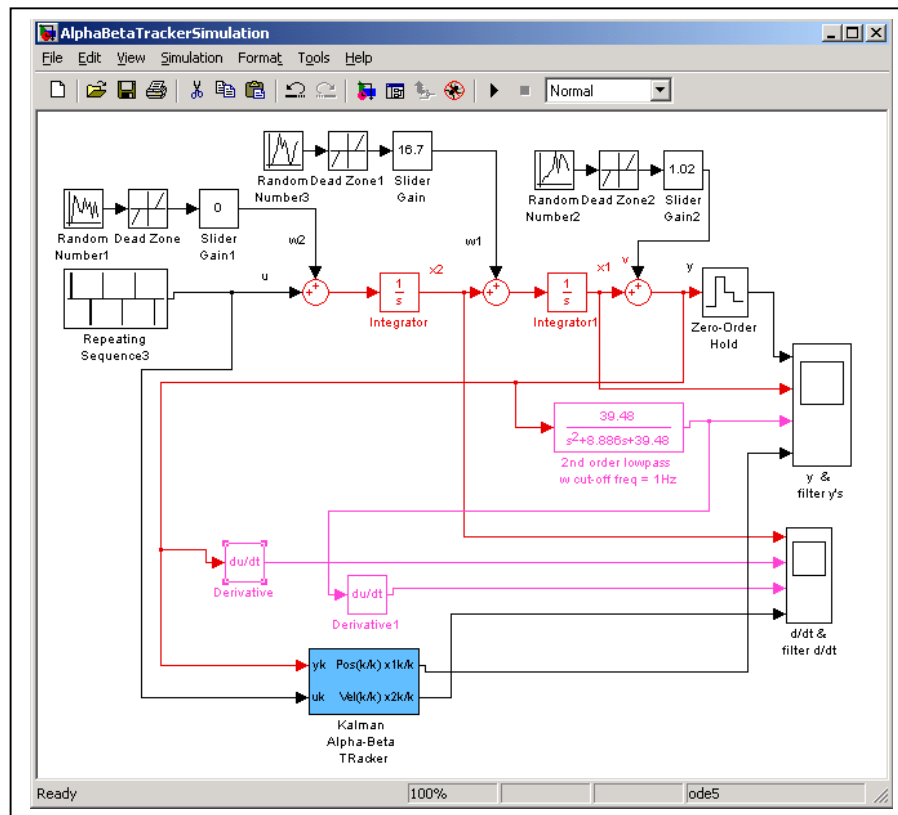 AlphaBetaTrackerSimulation
File Edit View Simulation Format Tools Help
Normal
16.7
Random
Number3
Dead Zone1
Slider
Gain
1.02
Random
Number2
Dead Zone2
Slider
Gain2
0
Random
Number1
Dead Zone
Slider
Gain1
w2
w1
u
x2
x1
v
y
1
s
Integrator
1
s
Integrator1
Zero-Order
Hold
Repeating
Sequence3
39.48
s2+8.886s+39.48
2nd order lowpass
w cut-off freq = 1Hz
y &
filter y's
du/dt
Derivative
du/dt
Derivative1
d/dt &
filter d/dt
yk Pos(k/k) x1k/k
uk Vel(k/k) x2k/k
Kalman
Alpha-Beta
TRacker
Ready 100% ode5